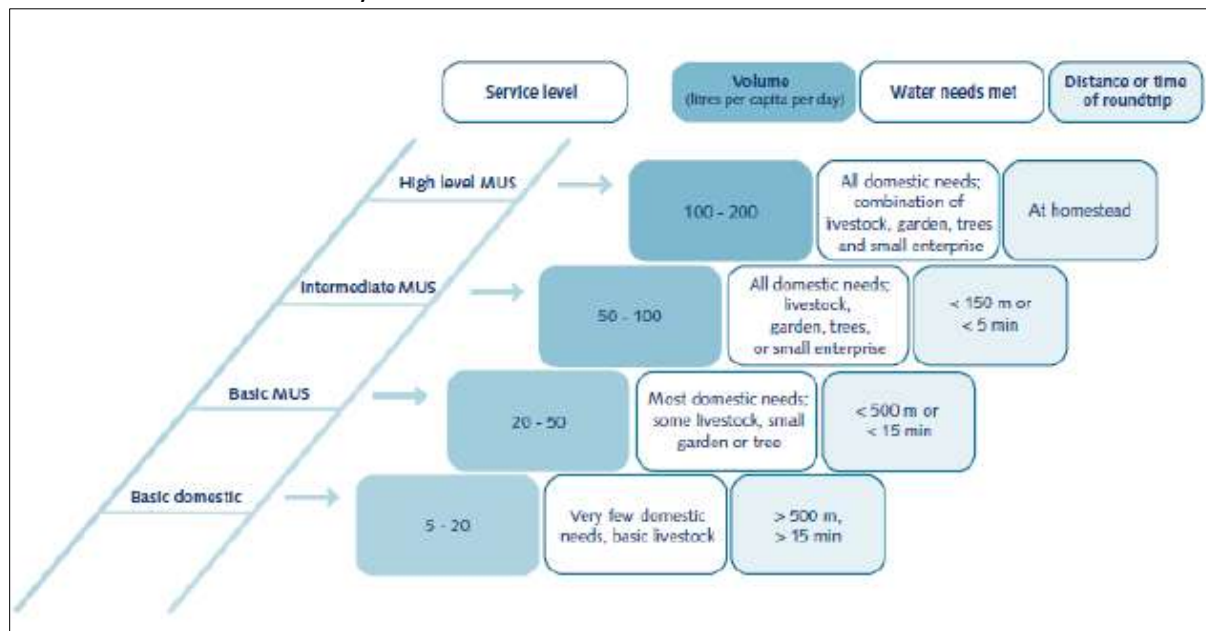 Service level
Volume
(litres per capita per day)
Water needs met
Distance or time
of roundtrip
High level MUS
100 - 200
All domestic needs;
combination of
livestock, garden, trees
and small enterprise
At homestead
Intermediate MUS
50 - 100
All domestic needs;
livestock,
garden, trees,
or small enterprise
< 150 m or
< 5 min
Basic MUS
20 - 50
Most domestic needs;
some livestock, small
garden or tree
< 500 m or
< 15 min
Basic domestic
5 - 20
Very few domestic
needs, basic livestock
> 500 m,
> 15 min